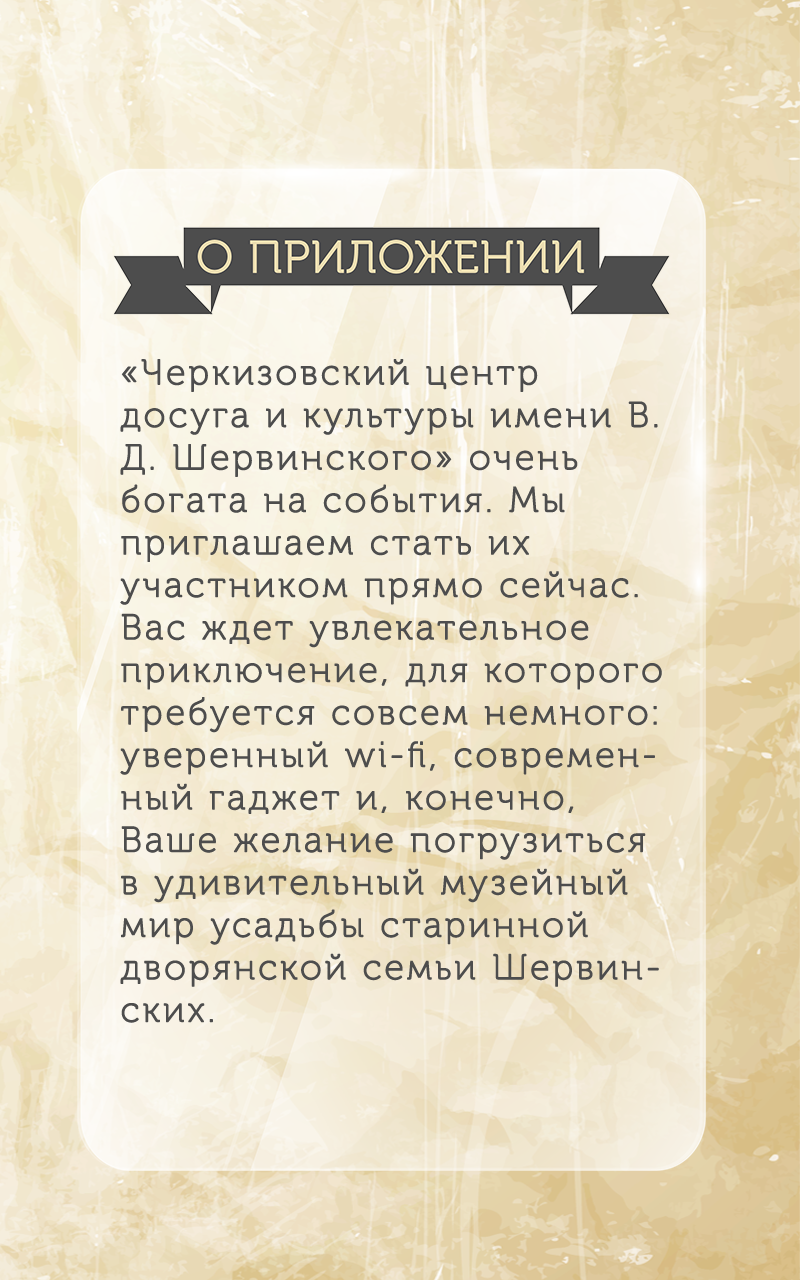 О ПРИЛОЖЕНИИ
«Черкизовский центр
досуга и культуры имени В.
Д. Шервинского» очень
богата на события. Мы
приглашаем стать их
участником прямо сейчас.
Вас ждет увлекательное
приключение, для которого
требуется совсем немного:
уверенный wi-fi, современ-
ный гаджет и, конечно,
Ваше желание погрузиться
в удивительный музейный
мир усадьбы старинной
дворянской семьи Шервин-
ских.